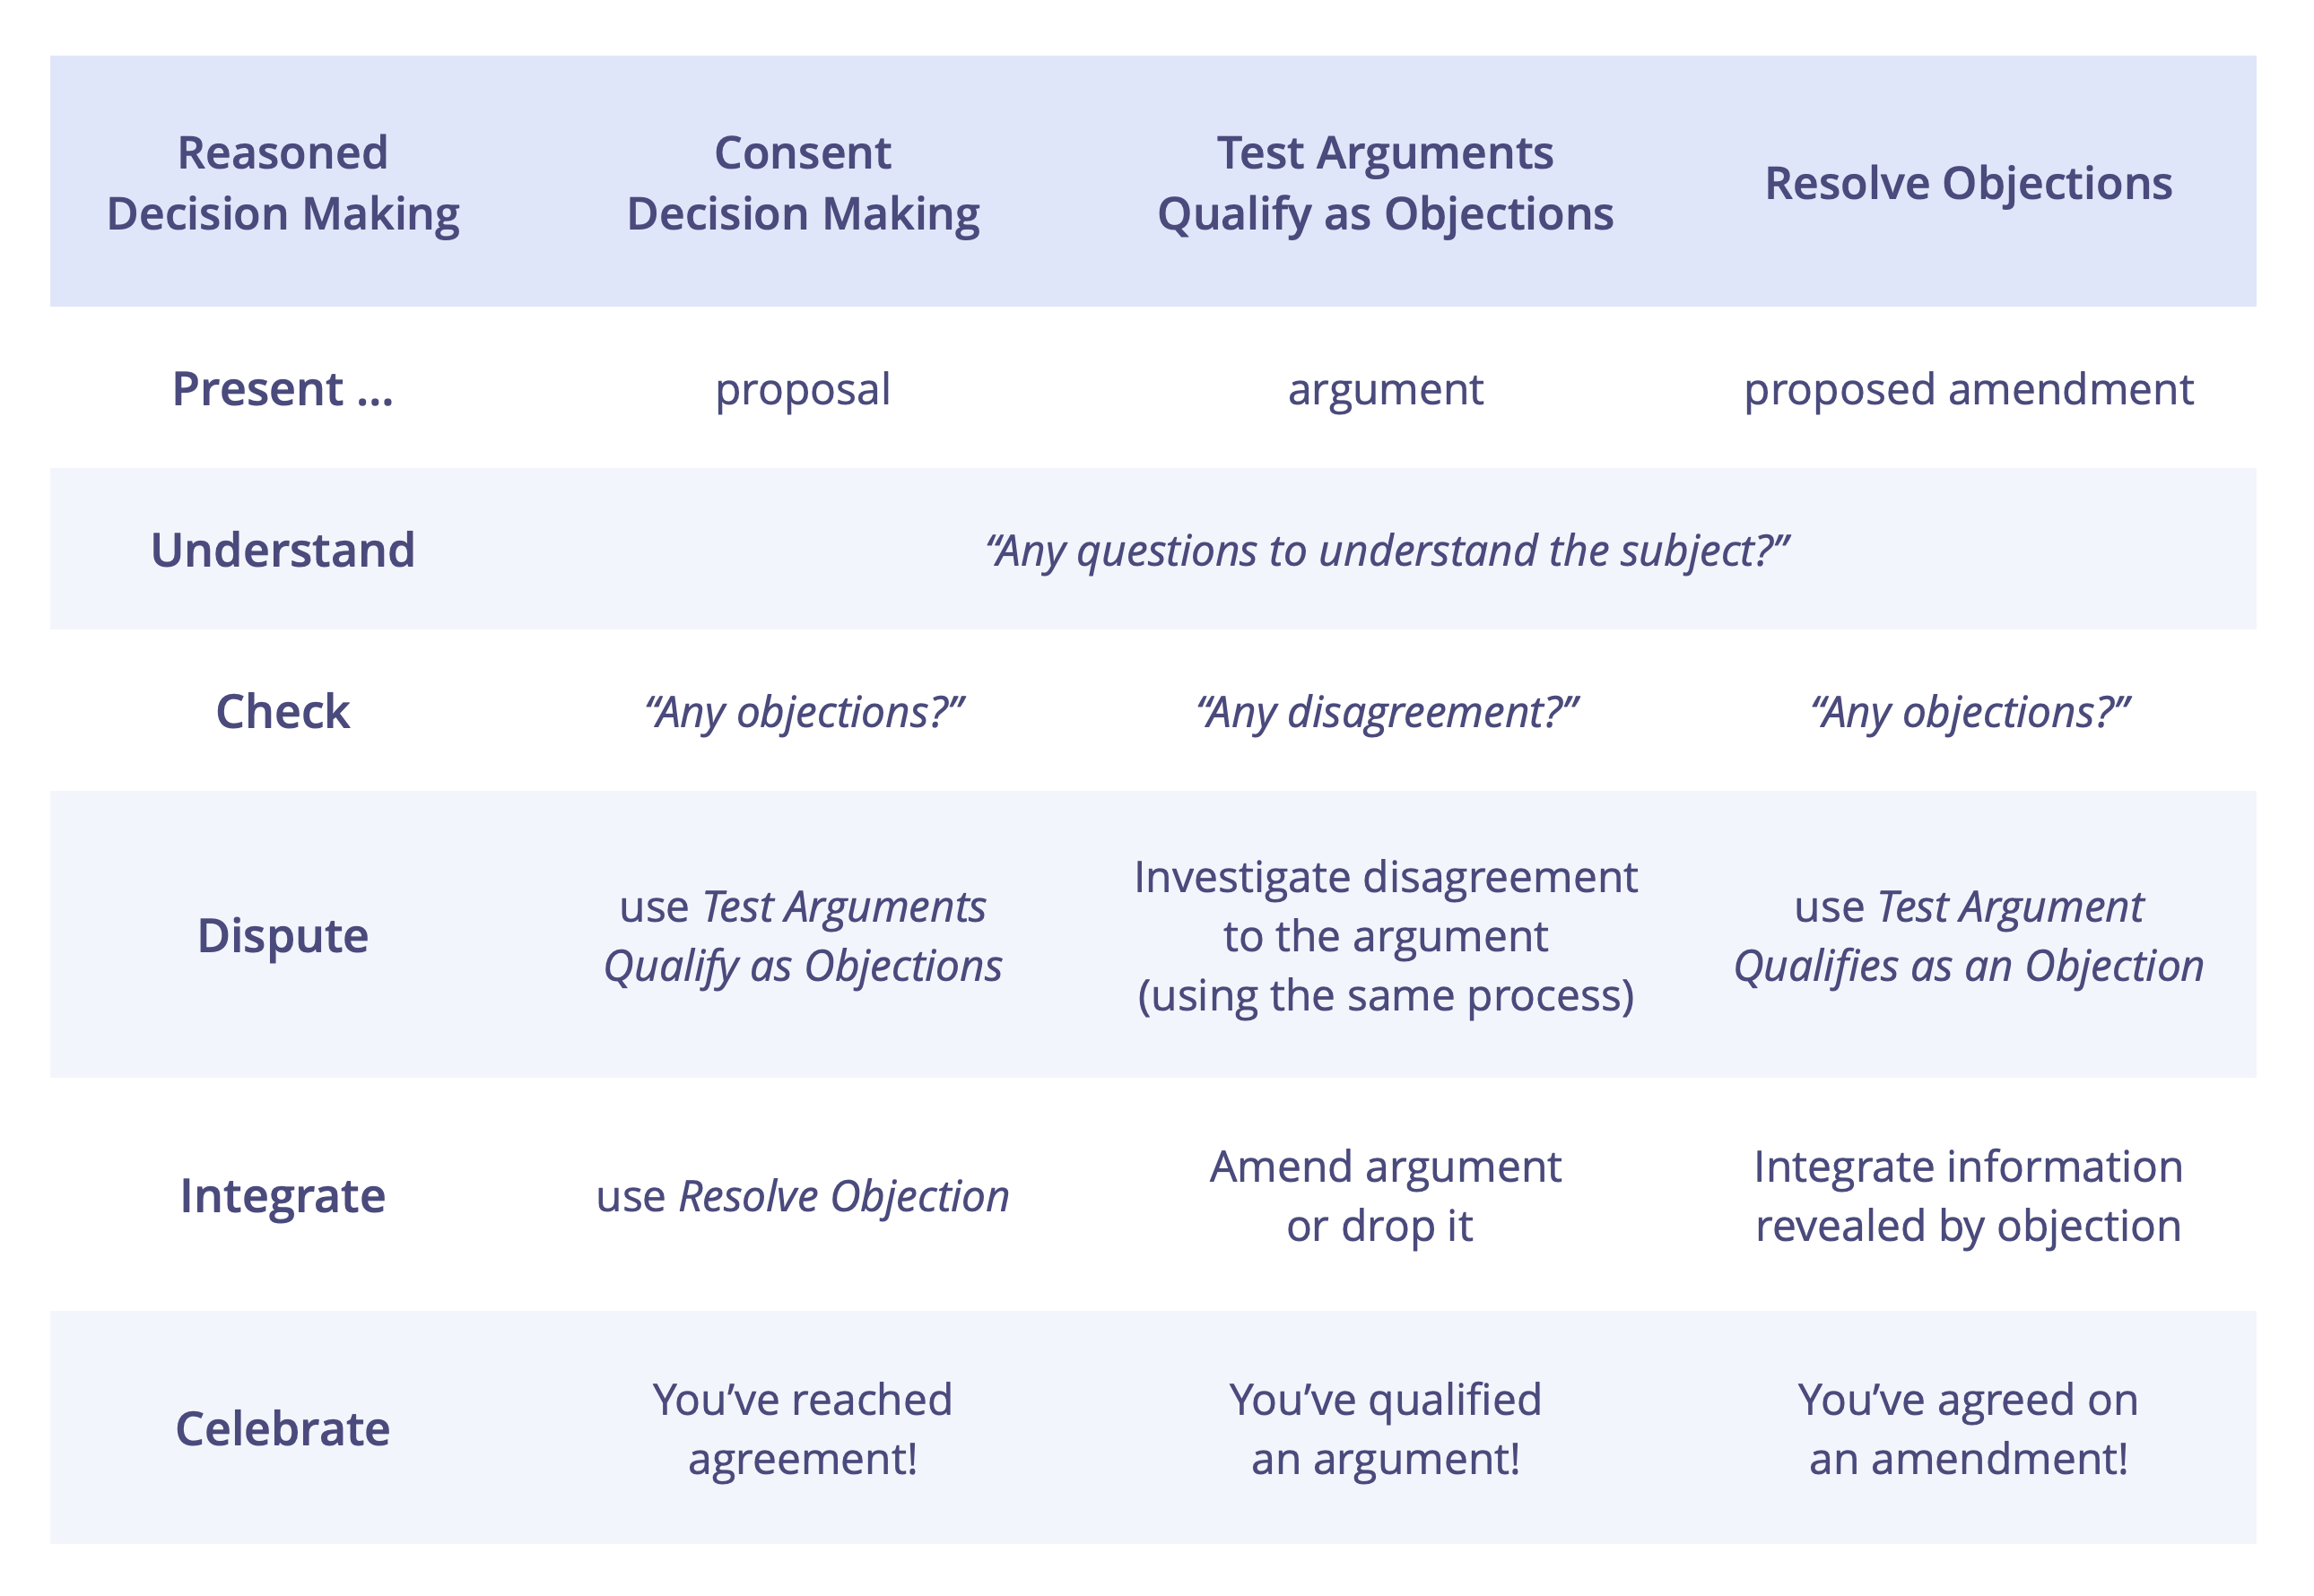 Reasoned
Decision Making
Consent
Decision Making
Test Arguments
Qualify as Objections
Resolve Objections
Present ...
proposal
argument
proposed amendment
Understand
“Any questions to understand the subject?”
Check
“Any objections?”
“Any disagreement?”
“Any objections?”
Dispute
use Test Arguments
Qualify as Objections
Investigate disagreement
to the argument
(using the same process)
use Test Argument
Qualifies as an Objection
Integrate
use Resolve Objection
Amend argument
or drop it
Integrate information
revealed by objection
Celebrate
You’ve reached
agreement!
You’ve qualified
an argument!
You’ve agreed on
an amendment!